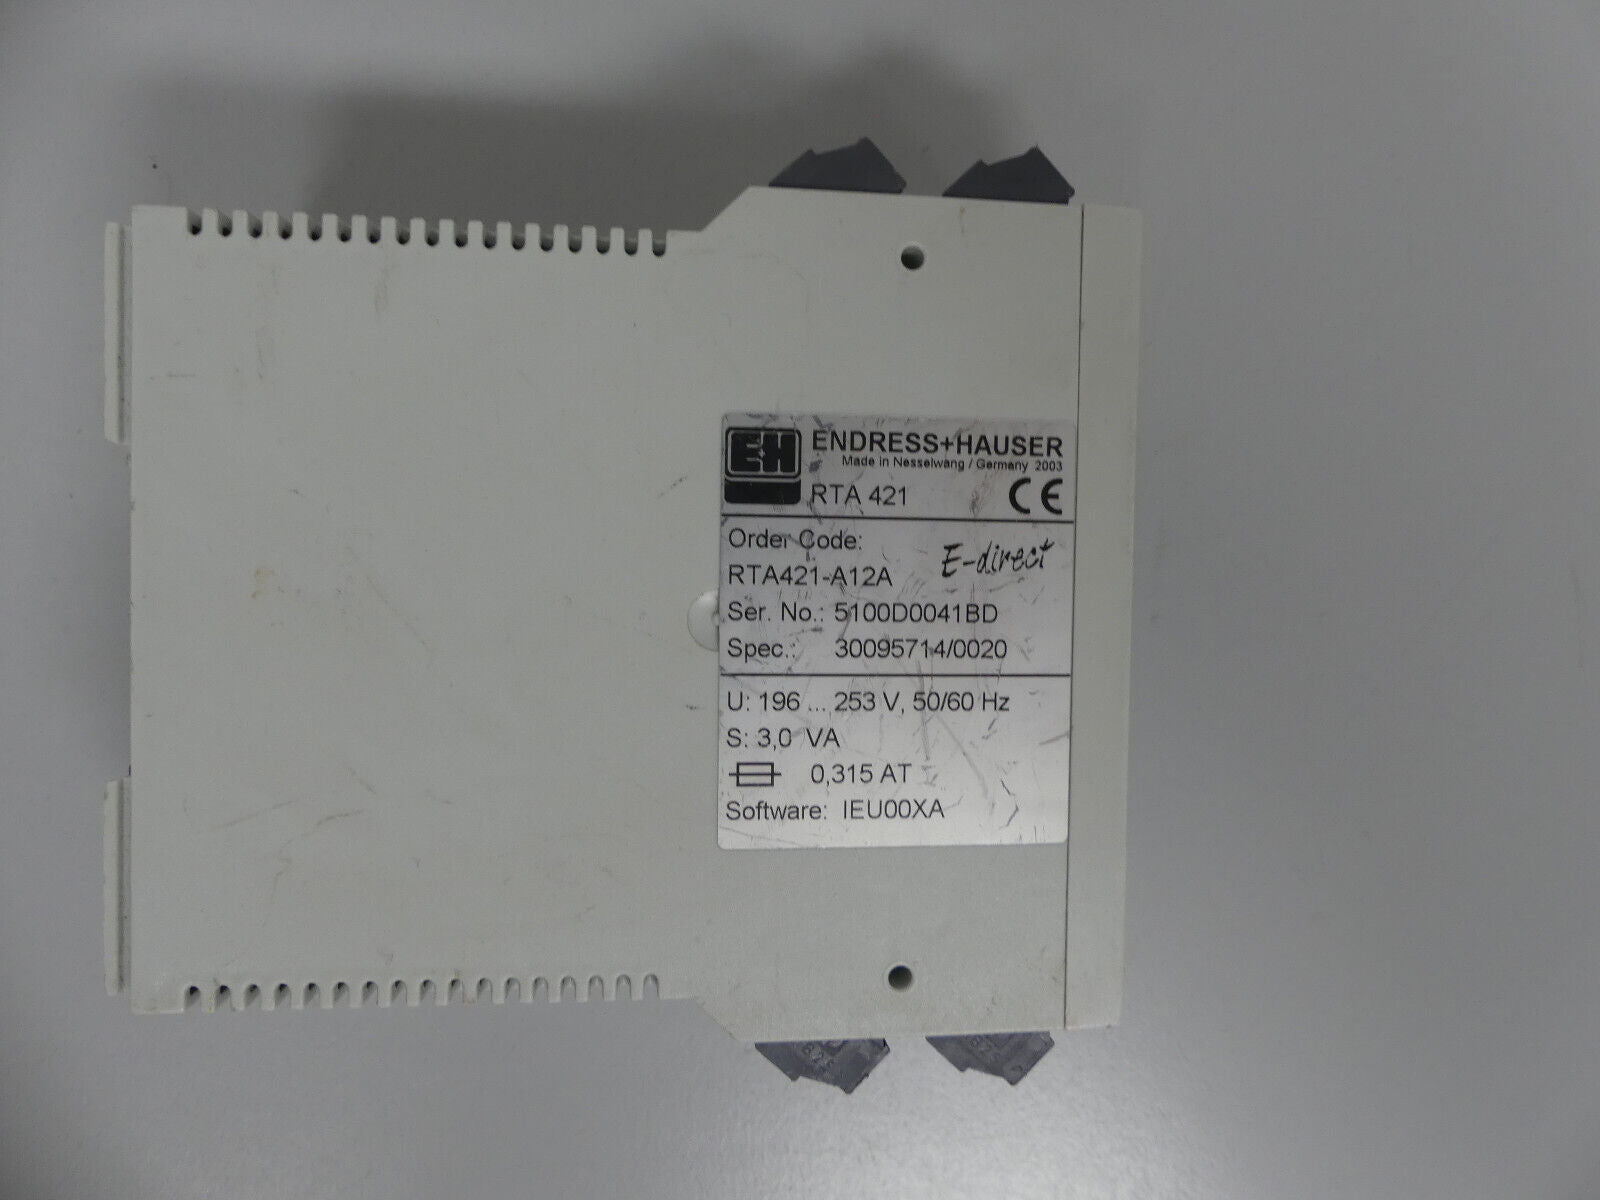 E+H ENDRESS+HAUSER
Made in Nesselwang / Germany 2003
RTA 421 CE
Order Code:
E-direct
RTA421-A12A
Ser. No.: 5100D0041BD
Spec.: 30095714/0020
U: 196 ... 253 V, 50/60 Hz
S: 3,0 VA
0,315 AT
Software: IEU00XA